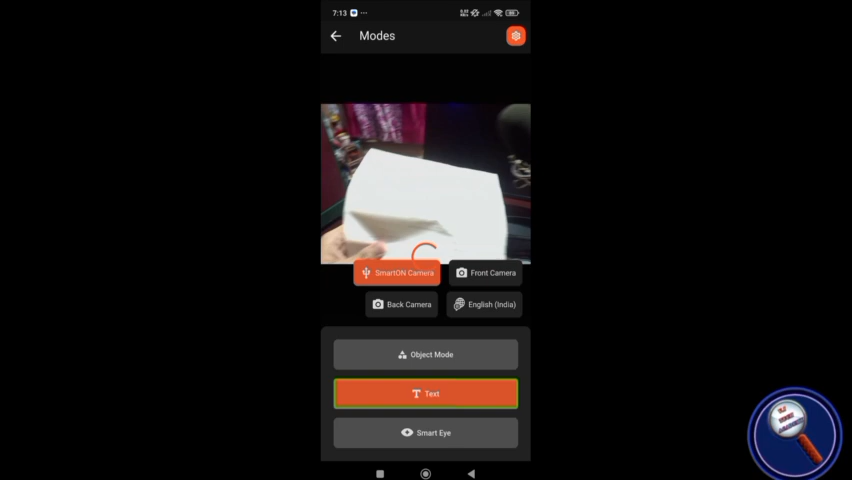 7:13
Modes
SmartON Camera
Front Camera
Back Camera
English (India)
Object Mode
Text
Smart Eye